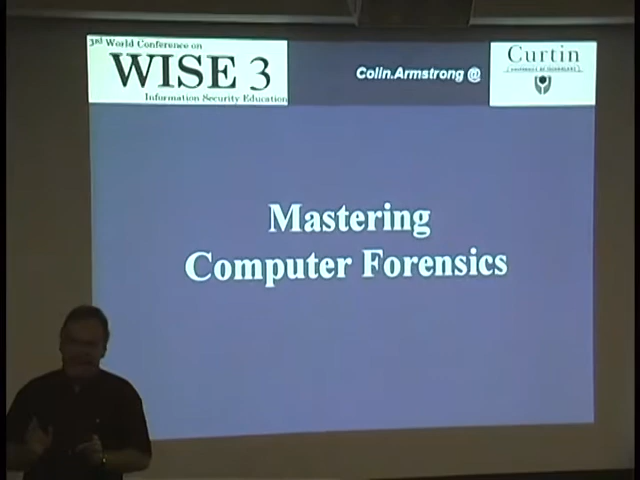 3rd World Conference on
WISE 3
Information Security Education
Colin.Armstrong @
Curtin
Mastering
Computer Forensics